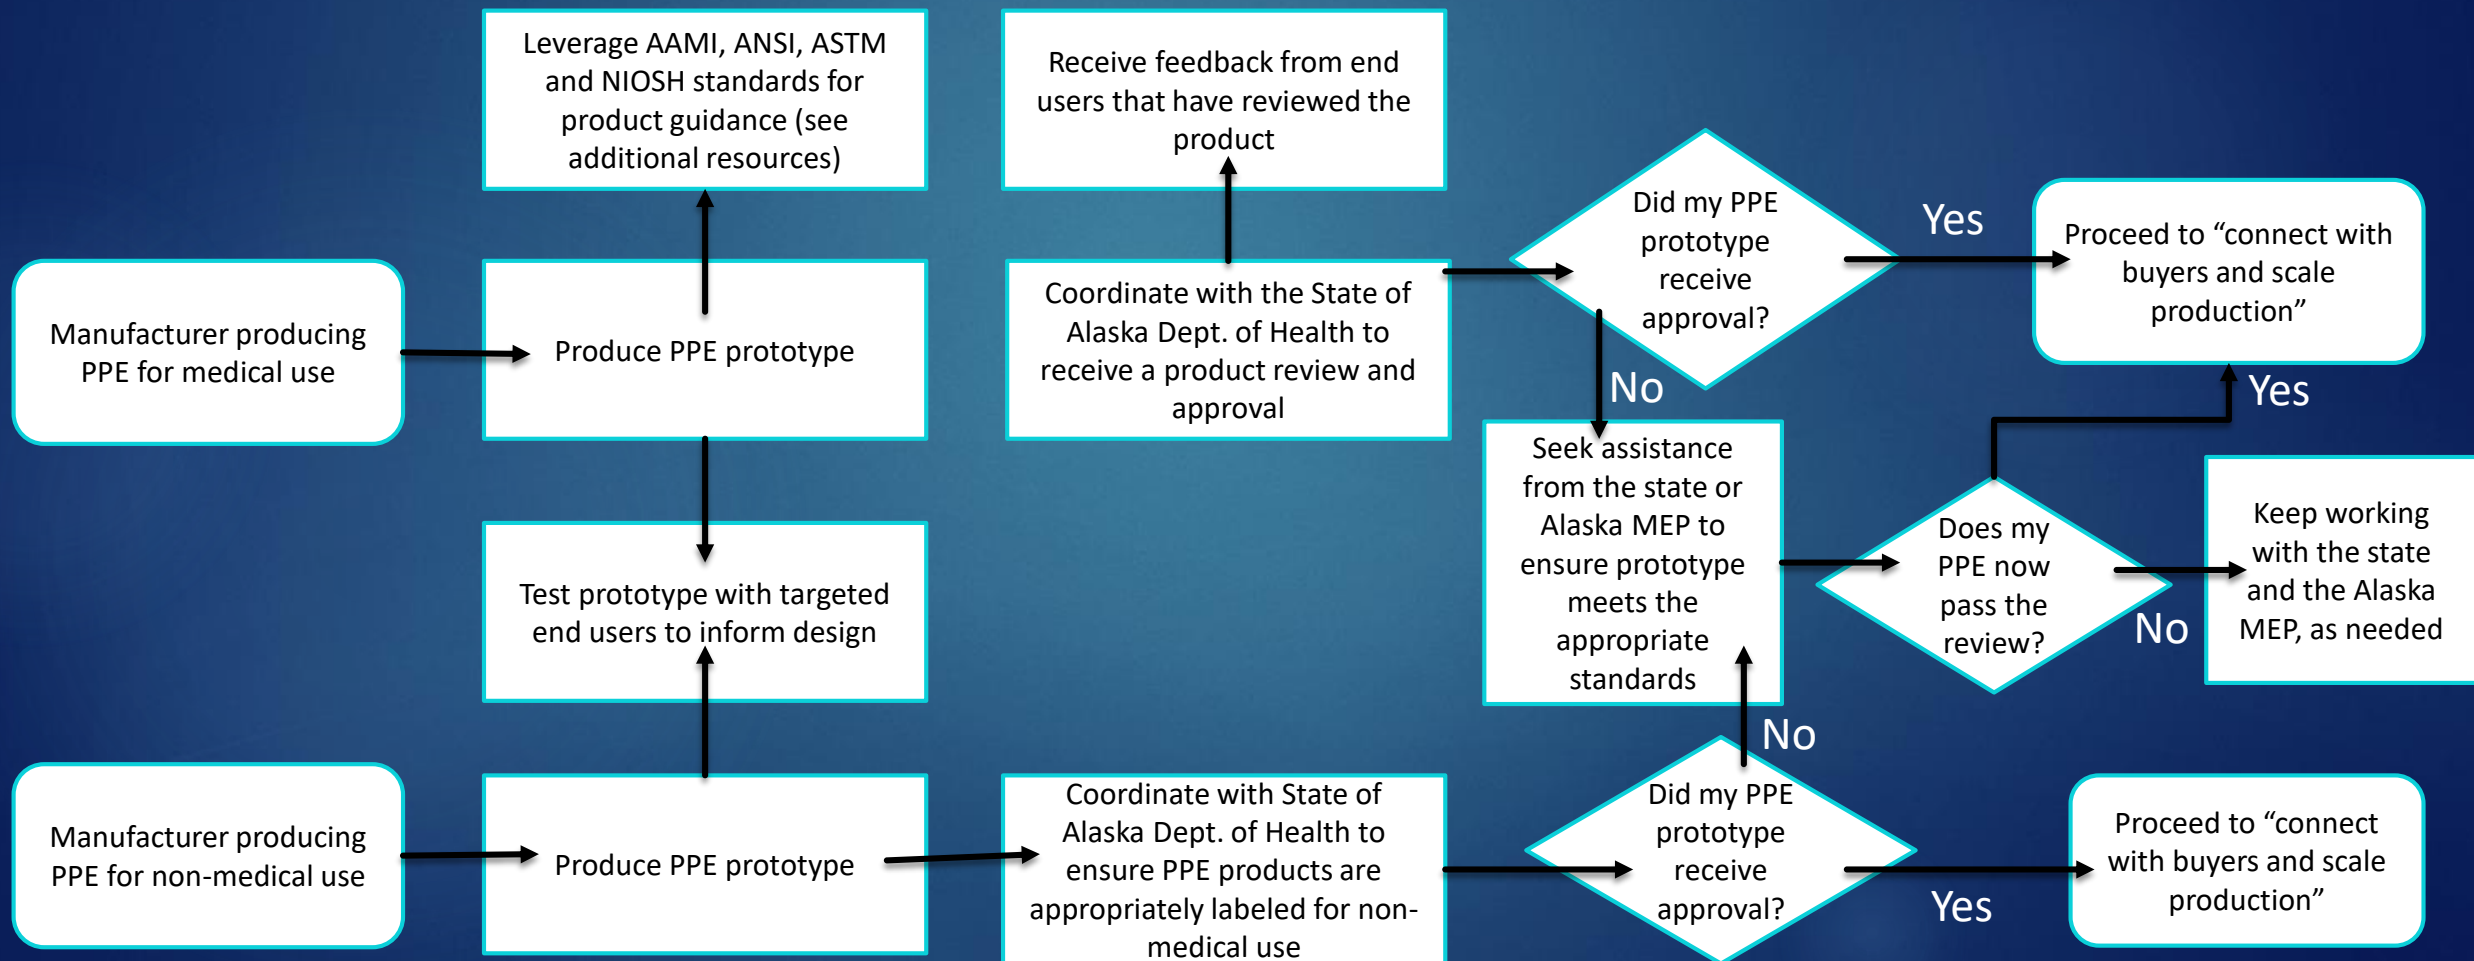 Leverage AAMI, ANSI, ASTM
and NIOSH standards for
product guidance (see
additional resources)
Receive feedback from end
users that have reviewed the
product
Manufacturer producing
PPE for medical use
Produce PPE prototype
Coordinate with the State of
Alaska Dept. of Health to
receive a product review and
approval
Did my PPE
prototype
receive
approval?
Yes
Proceed to “connect with
buyers and scale
production”
No
Yes
Seek assistance
from the state or
Alaska MEP to
ensure prototype
meets the
appropriate
standards
Does my
PPE now
pass the
review?
No
Keep working
with the state
and the Alaska
MEP, as needed
Test prototype with targeted
end users to inform design
No
Manufacturer producing
PPE for non-medical use
Produce PPE prototype
Coordinate with State of
Alaska Dept. of Health to
ensure PPE products are
appropriately labeled for non-
medical use
Did my PPE
prototype
receive
approval?
Yes
Proceed to “connect
with buyers and scale
production”